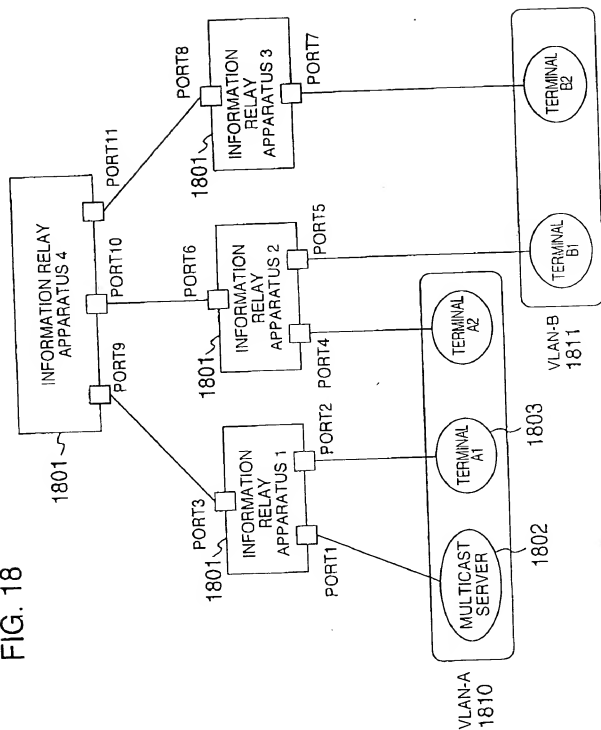 FIG. 18
INFORMATION RELAY
APPARATUS 4
1801
PORT9
PORT10
PORT11
PORT3
PORT6
PORT8
1801
INFORMATION
RELAY
APPARATUS 1
1801
INFORMATION
RELAY
APPARATUS 2
1801
INFORMATION
RELAY
APPARATUS 3
PORT1
PORT2
PORT4
PORT5
PORT7
VLAN-A
1810
MULTICAST
SERVER
1802
TERMINAL
A1
1803
TERMINAL
A2
VLAN-B
1811
TERMINAL
B1
TERMINAL
B2